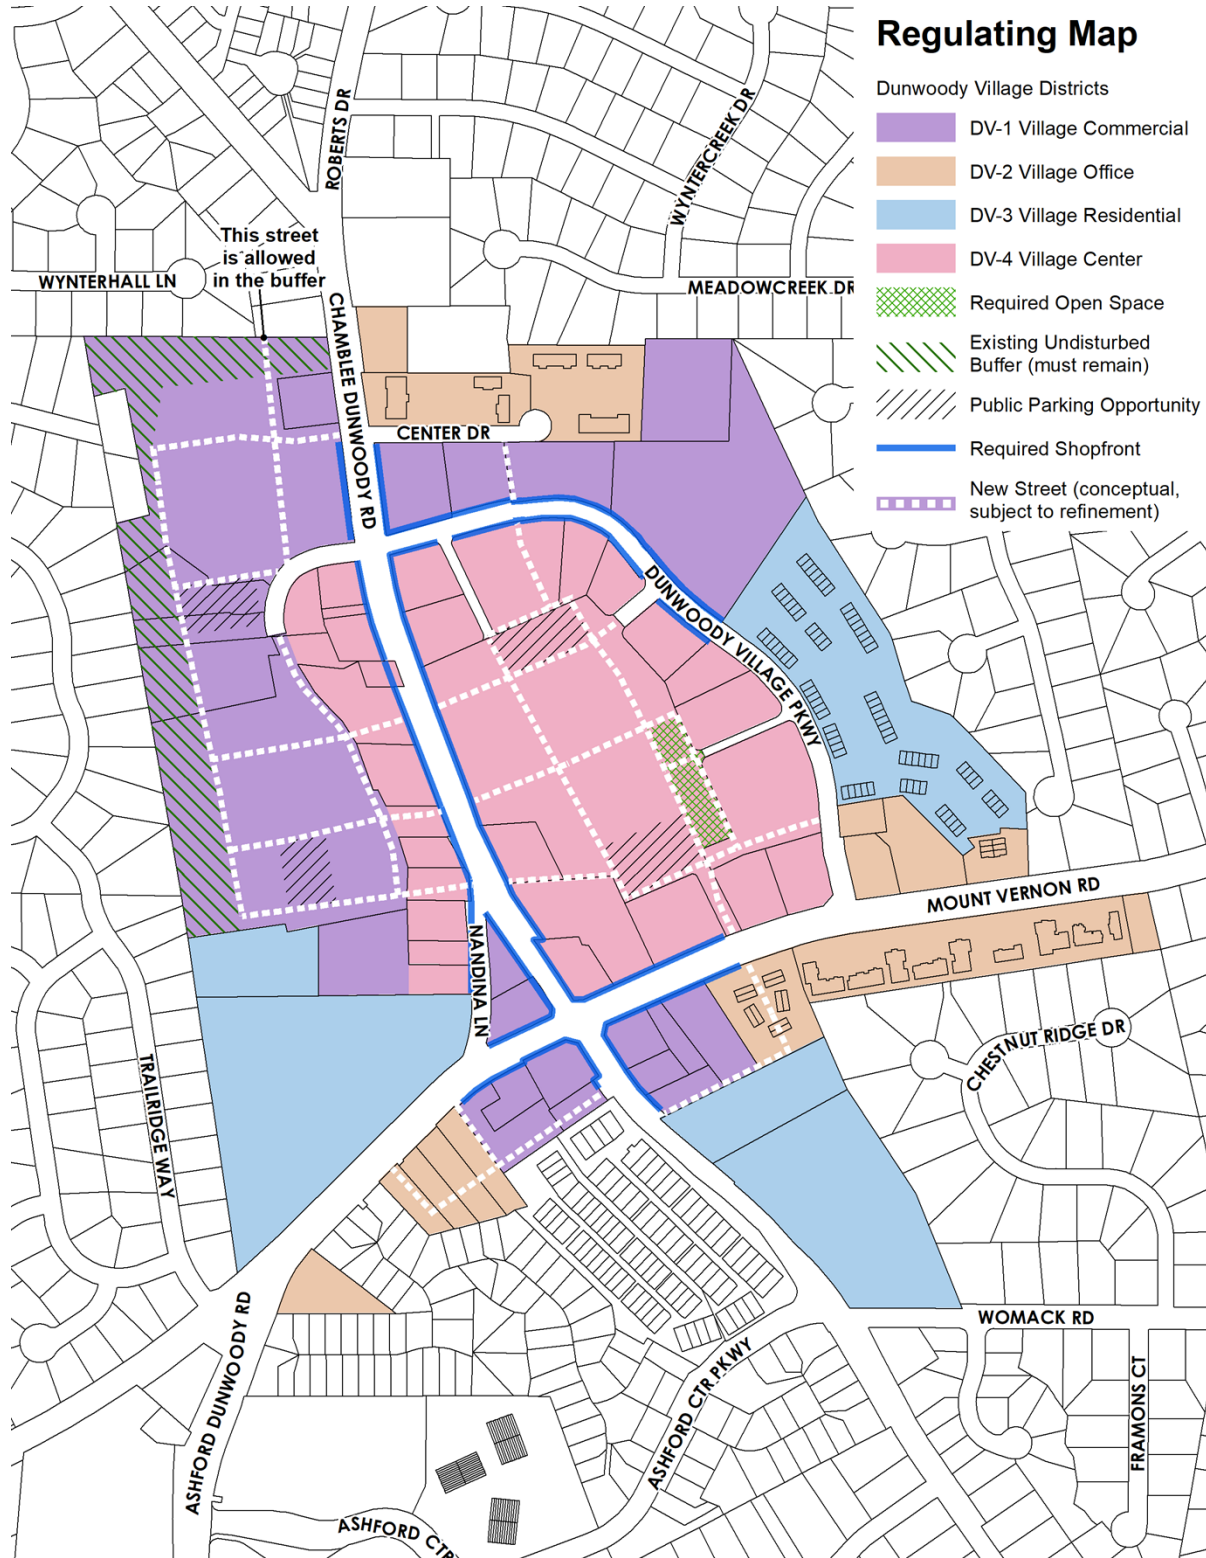 Regulating Map
Dunwoody Village Districts
DV-1 Village Commercial
DV-2 Village Office
DV-3 Village Residential
DV-4 Village Center
Required Open Space
Existing Undisturbed
Buffer (must remain)
Public Parking Opportunity
Required Shopfront
New Street (conceptual,
subject to refinement)
ROBERTS DR
WYNTERCREEK DR
This street
is allowed
in the buffer
WYNTERHALL LN
MEADOWCREEK DR
CHAMBLEE DUNWOODY RD
CENTER DR
DUNWOODY VILLAGE PKWY
MOUNT VERNON RD
NANDINA LN
CHESTNUT RIDGE DR
TRAILRIDGE WAY
WOMACK RD
ASHFORD DUNWOODY RD
ASHFORD CTR PKWY
FRAMONS CT
ASHFORD CTR